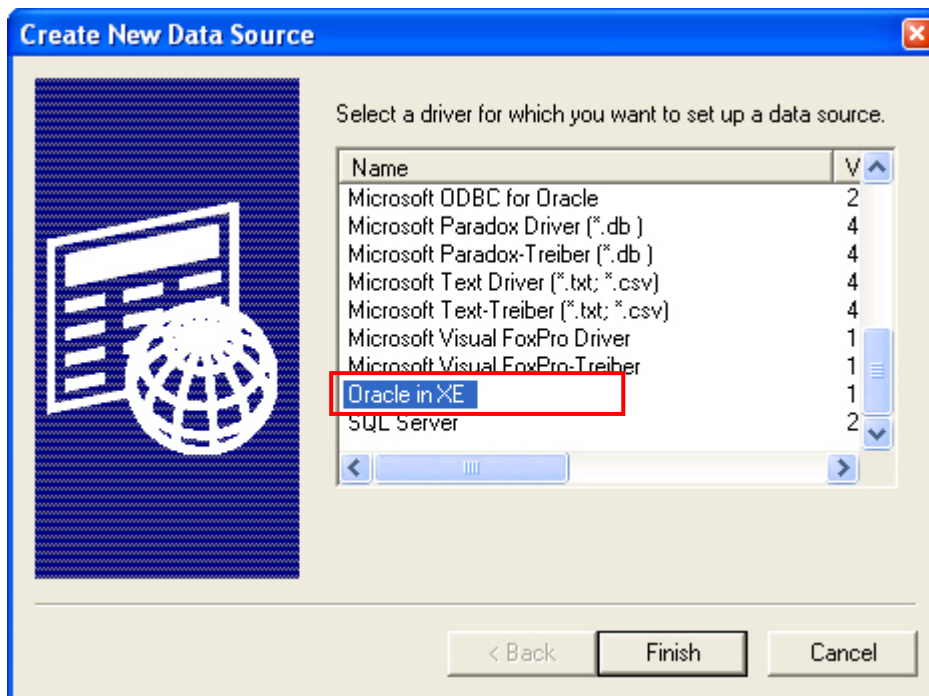 Create New Data Source
Select a driver for which you want to set up a data source.
Name V
Microsoft ODBC for Oracle 2
Microsoft Paradox Driver (*.db ) 4
Microsoft Paradox-Treiber (*.db ) 4
Microsoft Text Driver (*.txt; *.csv) 4
Microsoft Text-Treiber (*.txt; *.csv) 4
Microsoft Visual FoxPro Driver 1
Microsoft Visual FoxPro-Treiber 1
Oracle in XE 1
SQL Server 2
< Back Finish Cancel